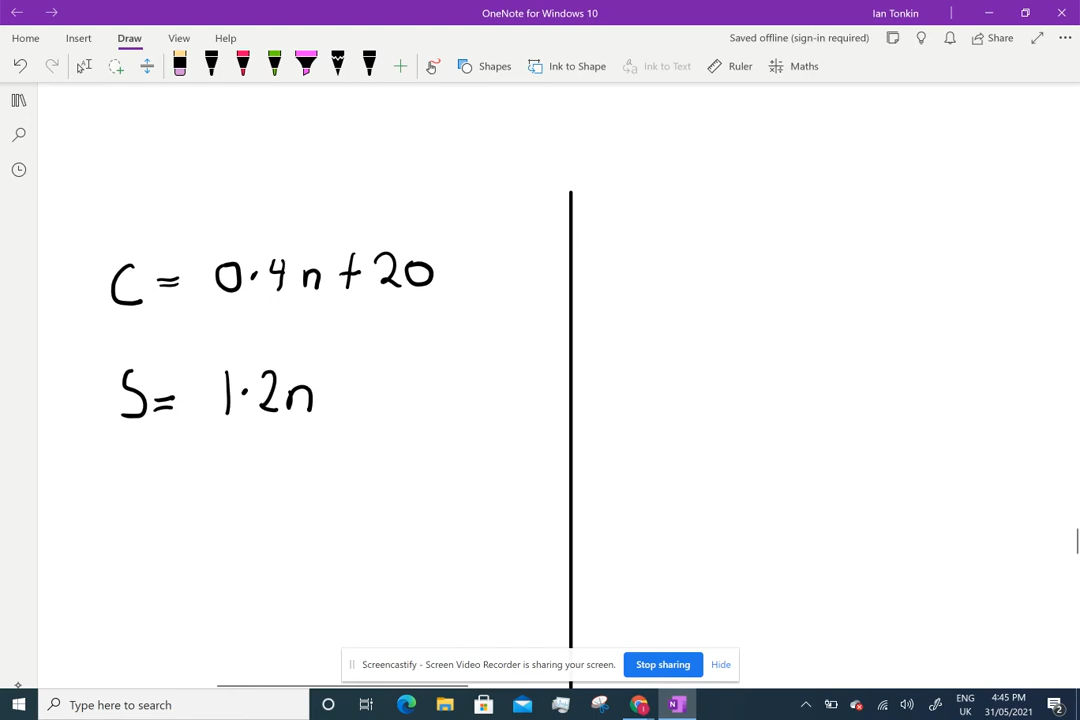 OneNote for Windows 10
Ian Tonkin
Home Insert Draw View Help
Saved offline (sign-in required)
Share
Shapes
Ink to Shape
Ink to Text
Ruler
Maths
C = 0.4n+20
S= 1.2n
Screencastify - Screen Video Recorder is sharing your screen.
Stop sharing
Hide
Type here to search
ENG
UK
4:45 PM
31/05/2021
2